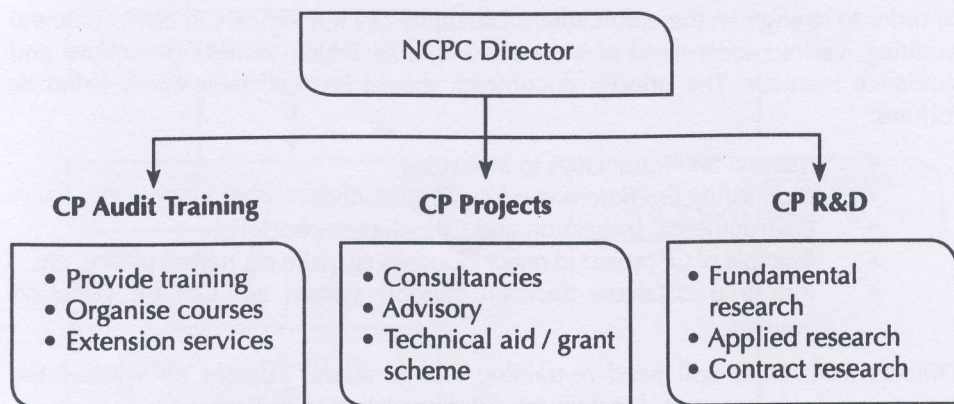 NCPC Director
CP Audit Training
• Provide training
• Organise courses
• Extension services
CP Projects
• Consultancies
• Advisory
• Technical aid / grant
scheme
CP R&D
• Fundamental
research
• Applied research
• Contract research